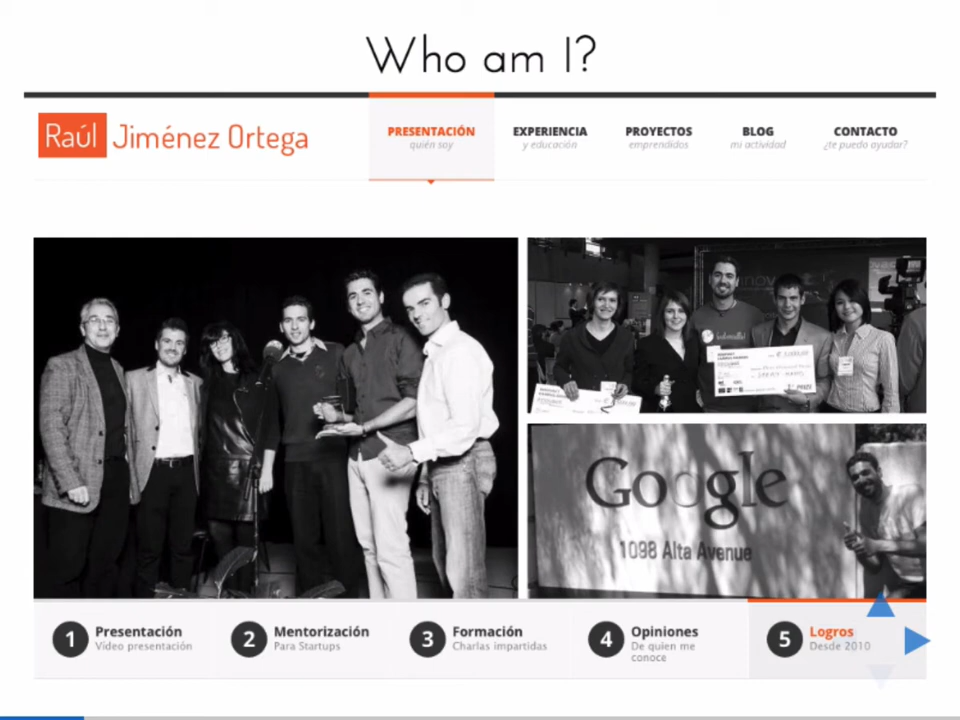 Who am I?
Raúl Jiménez Ortega
PRESENTACIÓN
quién soy
EXPERIENCIA
y educación
PROYECTOS
emprendidos
BLOG
mi actividad
CONTACTO
¿te puedo ayudar?
Google
1098 Alta Avenue
1 Presentación
Vídeo presentación
2 Mentorización
Para Startups
3 Formación
Charlas impartidas
4 Opiniones
De quien me
conoce
5 Logros
Desde 2010